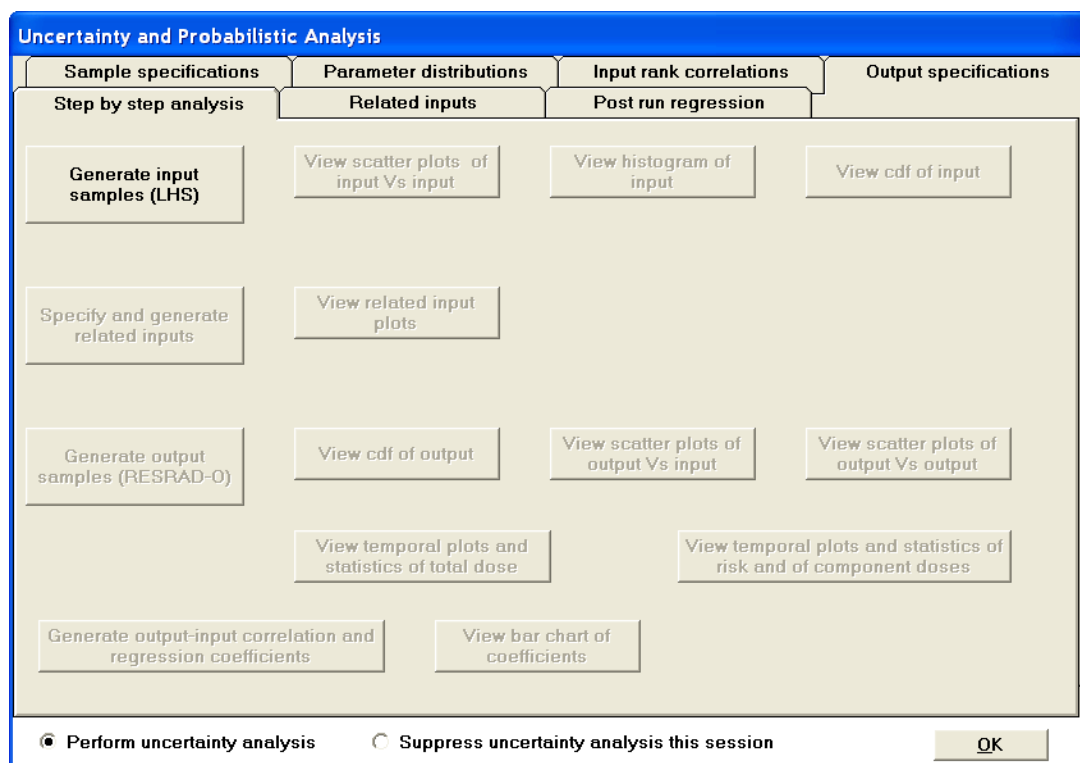 Uncertainty and Probabilistic Analysis
Sample specifications
Parameter distributions
Input rank correlations
Output specifications
Step by step analysis
Related inputs
Post run regression
Generate input
samples (LHS)
View scatter plots of
input Vs input
View histogram of
input
View cdf of input
Specify and generate
related inputs
View related input
plots
Generate output
samples (RESRAD-O)
View cdf of output
View scatter plots of
output Vs input
View scatter plots of
output Vs output
View temporal plots and
statistics of total dose
View temporal plots and statistics of
risk and of component doses
Generate output-input correlation and
regression coefficients
View bar chart of
coefficients
Perform uncertainty analysis
Suppress uncertainty analysis this session
OK